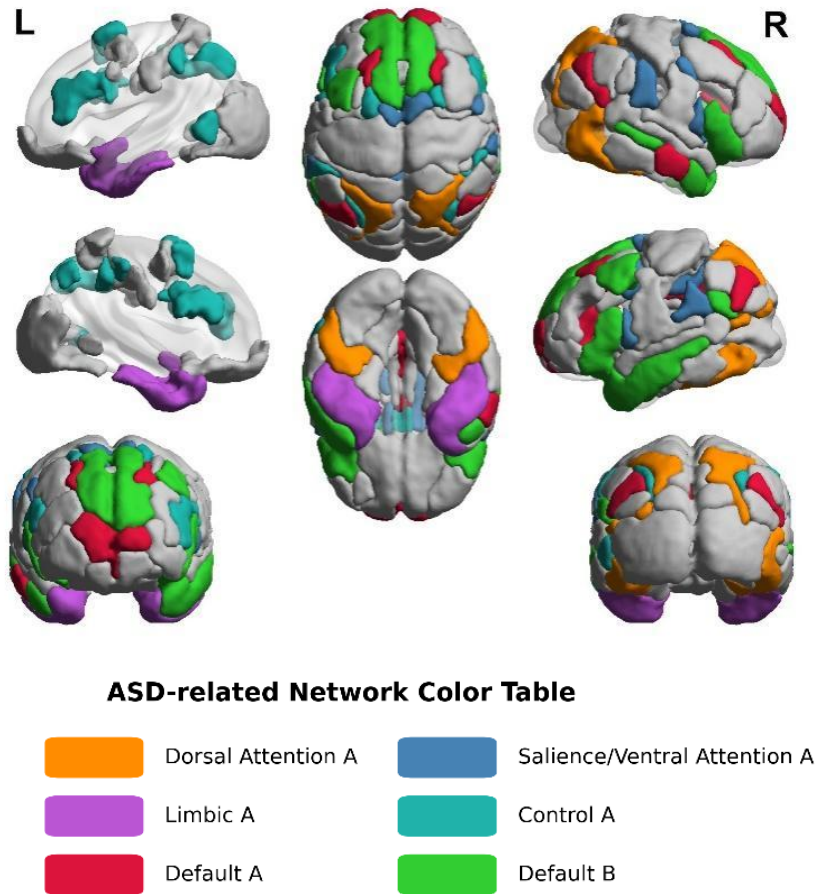 L
R
ASD-related Network Color Table
Dorsal Attention A
Salience/Ventral Attention A
Limbic A
Control A
Default A
Default B